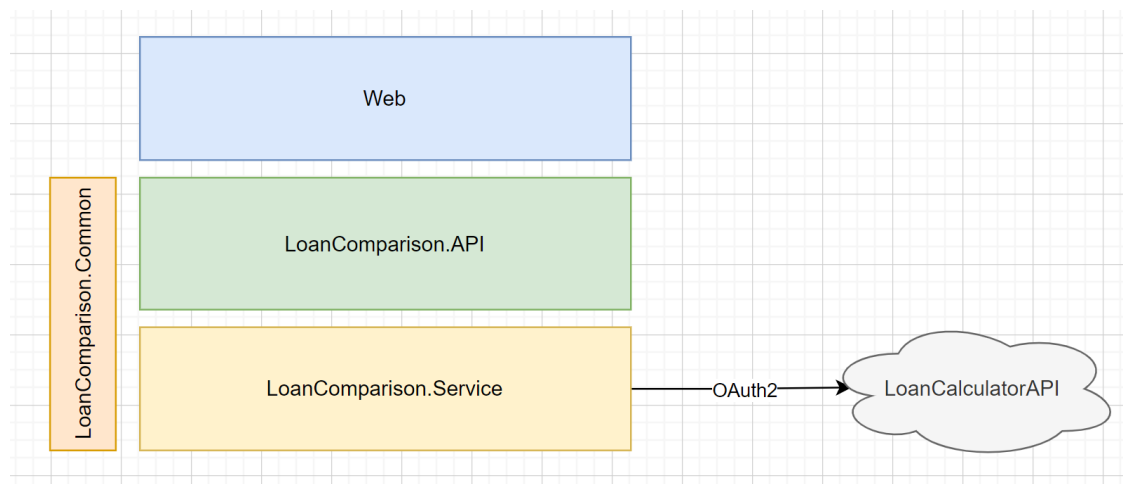 Web
LoanComparison.Common
LoanComparison.API
LoanComparison.Service
OAuth2
LoanCalculatorAPI